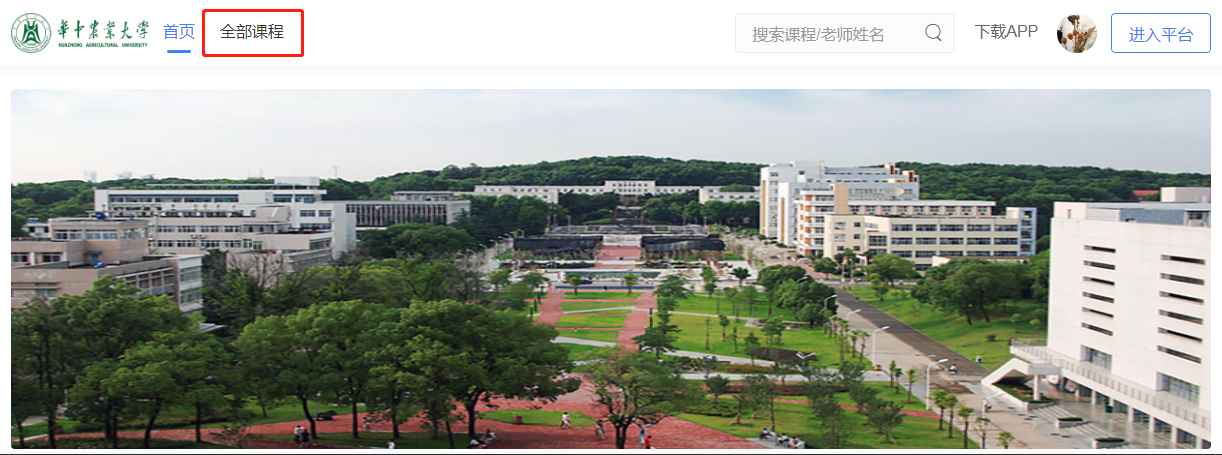 华中农业大学
HUAZHONG AGRICULTURAL UNIVERSITY
首页
全部课程
搜索课程/老师姓名
下载APP
进入平台